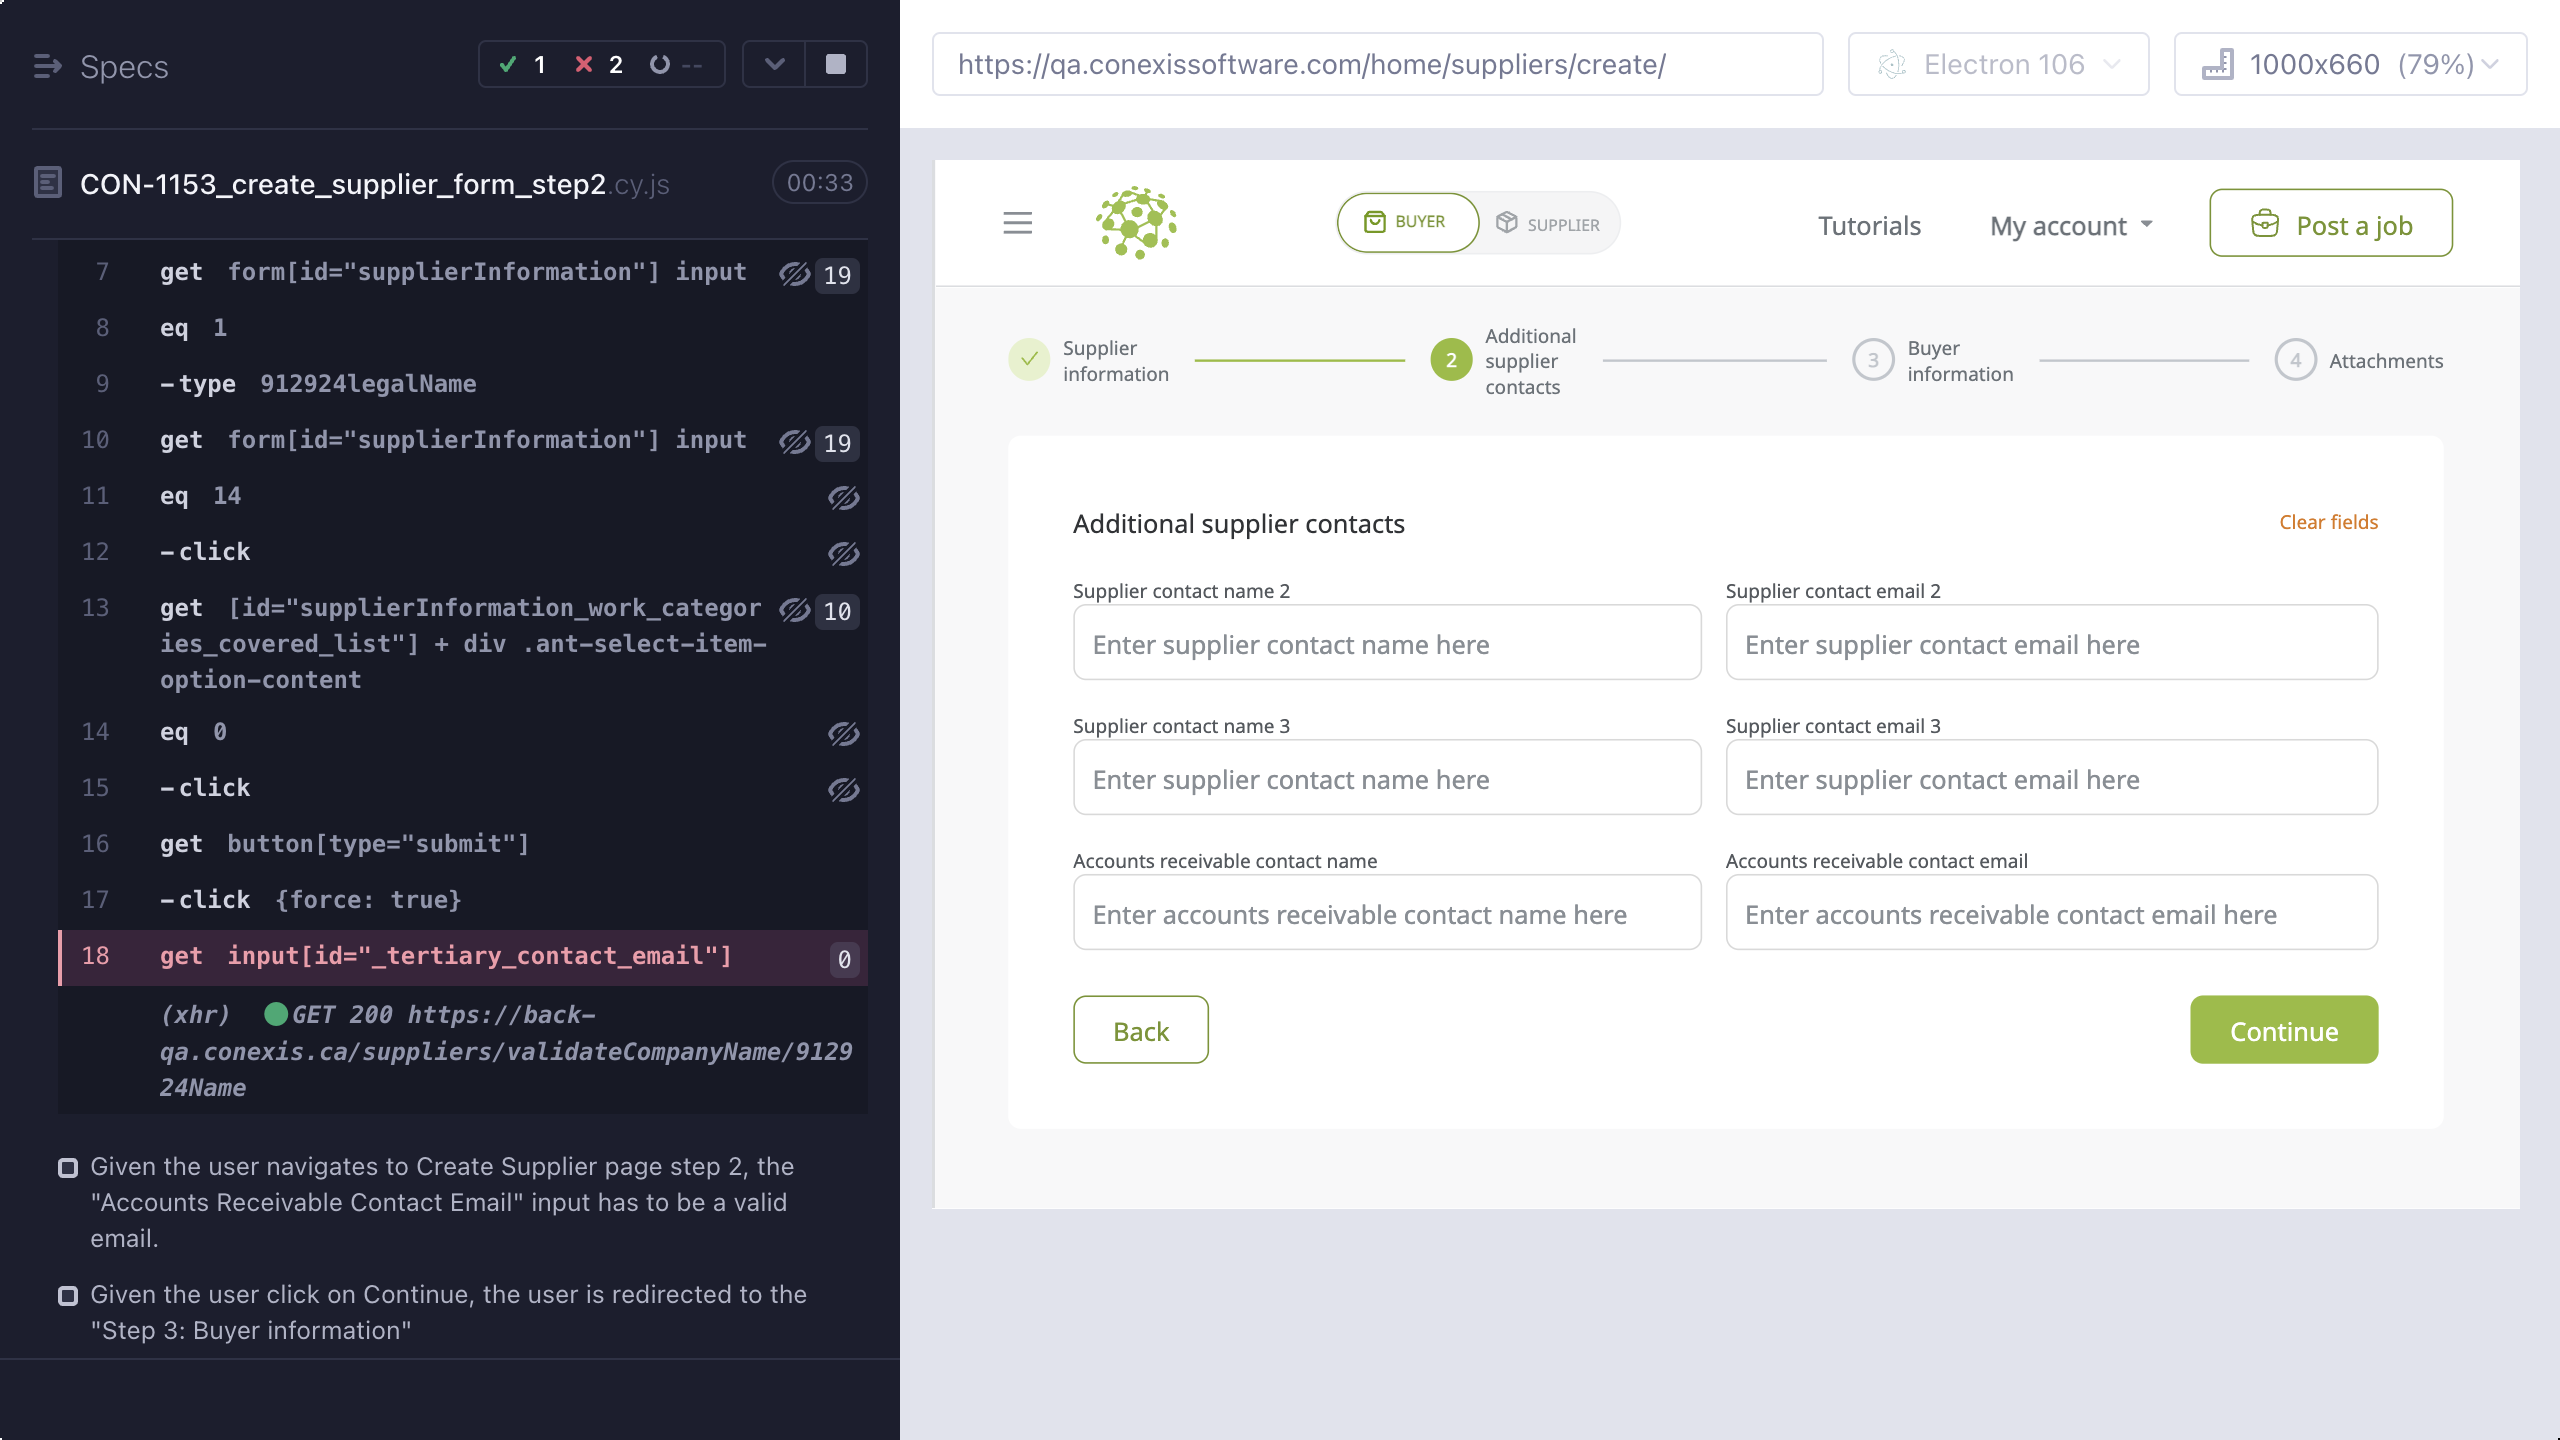 Specs
1
2
--
CON-1153_create_supplier_form_step2.cy.js
00:33
7 get form[id="supplierInformation"] input 19
8 eq 1
9 -type 912924legalName
10 get form[id="supplierInformation"] input 19
11 eq 14
12 -click
13 get [id="supplierInformation_work_categor 10
ies_covered_list"] + div .ant-select-item-
option-content
14 eq 0
15 -click
16 get button[type="submit"]
17 -click {force: true}
18 get input[id="_tertiary_contact_email"] 0
(xhr) GET 200 https://back-
qa.conexis.ca/suppliers/validateCompanyName/9129
24Name
Given the user navigates to Create Supplier page step 2, the
"Accounts Receivable Contact Email" input has to be a valid
email.
Given the user click on Continue, the user is redirected to the
"Step 3: Buyer information"
https://qa.conexissoftware.com/home/suppliers/create/
Electron 106
1000x660 (79%)
BUYER
SUPPLIER
Tutorials
My account
Post a job
Supplier
information
2
Additional
supplier
contacts
3
Buyer
information
4
Attachments
Additional supplier contacts
Clear fields
Supplier contact name 2
Supplier contact email 2
Enter supplier contact name here
Enter supplier contact email here
Supplier contact name 3
Supplier contact email 3
Enter supplier contact name here
Enter supplier contact email here
Accounts receivable contact name
Accounts receivable contact email
Enter accounts receivable contact name here
Enter accounts receivable contact email here
Back
Continue